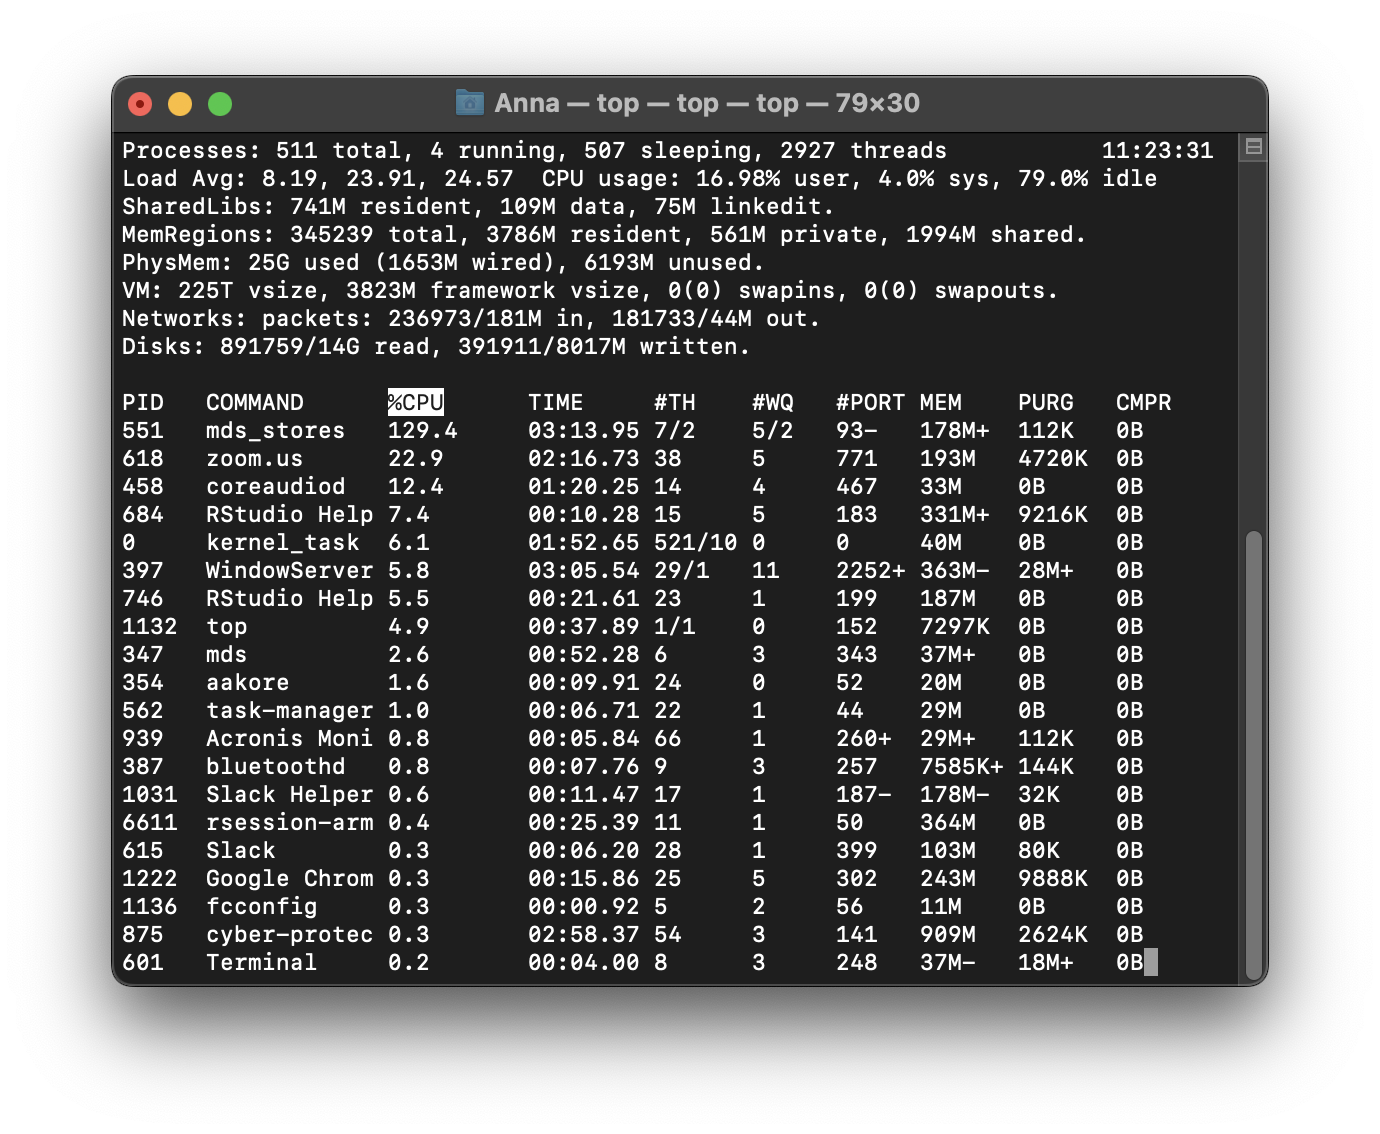 Anna — top — top — top — 79×30
Processes: 511 total, 4 running, 507 sleeping, 2927 threads 11:23:31
Load Avg: 8.19, 23.91, 24.57 CPU usage: 16.98% user, 4.0% sys, 79.0% idle
SharedLibs: 741M resident, 109M data, 75M linkedit.
MemRegions: 345239 total, 3786M resident, 561M private, 1994M shared.
PhysMem: 25G used (1653M wired), 6193M unused.
VM: 225T vsize, 3823M framework vsize, 0(0) swapins, 0(0) swapouts.
Networks: packets: 236973/181M in, 181733/44M out.
Disks: 891759/14G read, 391911/8017M written.
PID COMMAND %CPU TIME #TH #WQ #PORT MEM PURG CMPR
551 mds_stores 129.4 03:13.95 7/2 5/2 93- 178M+ 112K 0B
618 zoom.us 22.9 02:16.73 38 5 771 193M 4720K 0B
458 coreaudiod 12.4 01:20.25 14 4 467 33M 0B 0B
684 RStudio Help 7.4 00:10.28 15 5 183 331M+ 9216K 0B
0 kernel_task 6.1 01:52.65 521/10 0 0 40M 0B 0B
397 WindowServer 5.8 03:05.54 29/1 11 2252+ 363M- 28M+ 0B
746 RStudio Help 5.5 00:21.61 23 1 199 187M 0B 0B
1132 top 4.9 00:37.89 1/1 0 152 7297K 0B 0B
347 mds 2.6 00:52.28 6 3 343 37M+ 0B 0B
354 aakore 1.6 00:09.91 24 0 52 20M 0B 0B
562 task-manager 1.0 00:06.71 22 1 44 29M 0B 0B
939 Acronis Moni 0.8 00:05.84 66 1 260+ 29M+ 112K 0B
387 bluetoothd 0.8 00:07.76 9 3 257 7585K+ 144K 0B
1031 Slack Helper 0.6 00:11.47 17 1 187- 178M- 32K 0B
6611 rsession-arm 0.4 00:25.39 11 1 50 364M 0B 0B
615 Slack 0.3 00:06.20 28 1 399 103M 80K 0B
1222 Google Chrom 0.3 00:15.86 25 5 302 243M 9888K 0B
1136 fcconfig 0.3 00:00.92 5 2 56 11M 0B 0B
875 cyber-protec 0.3 02:58.37 54 3 141 909M 2624K 0B
601 Terminal 0.2 00:04.00 8 3 248 37M- 18M+ 0B